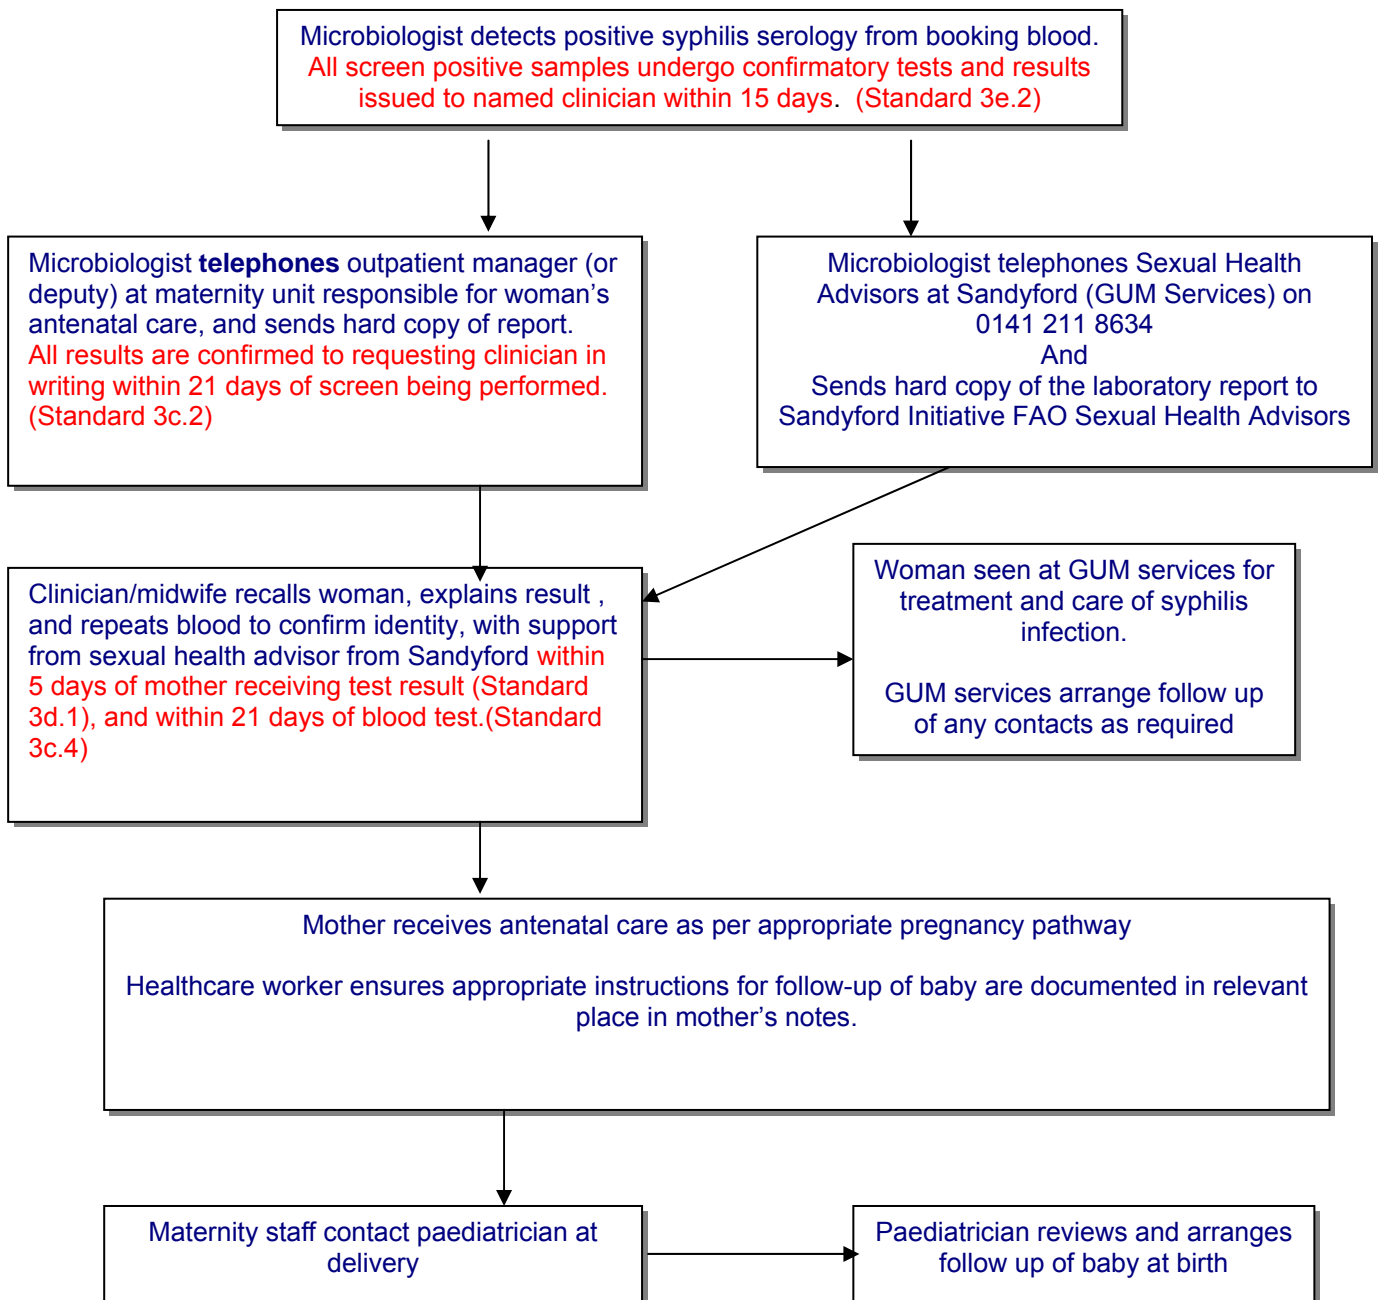 Microbiologist detects positive syphilis serology from booking blood.
All screen positive samples undergo confirmatory tests and results
issued to named clinician within 15 days.  (Standard 3e.2)
Microbiologist telephones outpatient manager (or
deputy) at maternity unit responsible for woman's
antenatal care, and sends hard copy of report.
All results are confirmed to requesting clinician in
writing within 21 days of screen being performed.
(Standard 3c.2)
Microbiologist telephones Sexual Health
Advisors at Sandyford (GUM Services) on
0141 211 8634
And
Sends hard copy of the laboratory report to
Sandyford Initiative FAO Sexual Health Advisors
Clinician/midwife recalls woman, explains result ,
and repeats blood to confirm identity, with support
from sexual health advisor from Sandyford within
5 days of mother receiving test result (Standard
3d.1), and within 21 days of blood test.(Standard
3c.4)
Woman seen at GUM services for
treatment and care of syphilis
infection.
GUM services arrange follow up
of any contacts as required
Mother receives antenatal care as per appropriate pregnancy pathway
Healthcare worker ensures appropriate instructions for follow-up of baby are documented in relevant
place in mother's notes.
Maternity staff contact paediatrician at
delivery
Paediatrician reviews and arranges
follow up of baby at birth